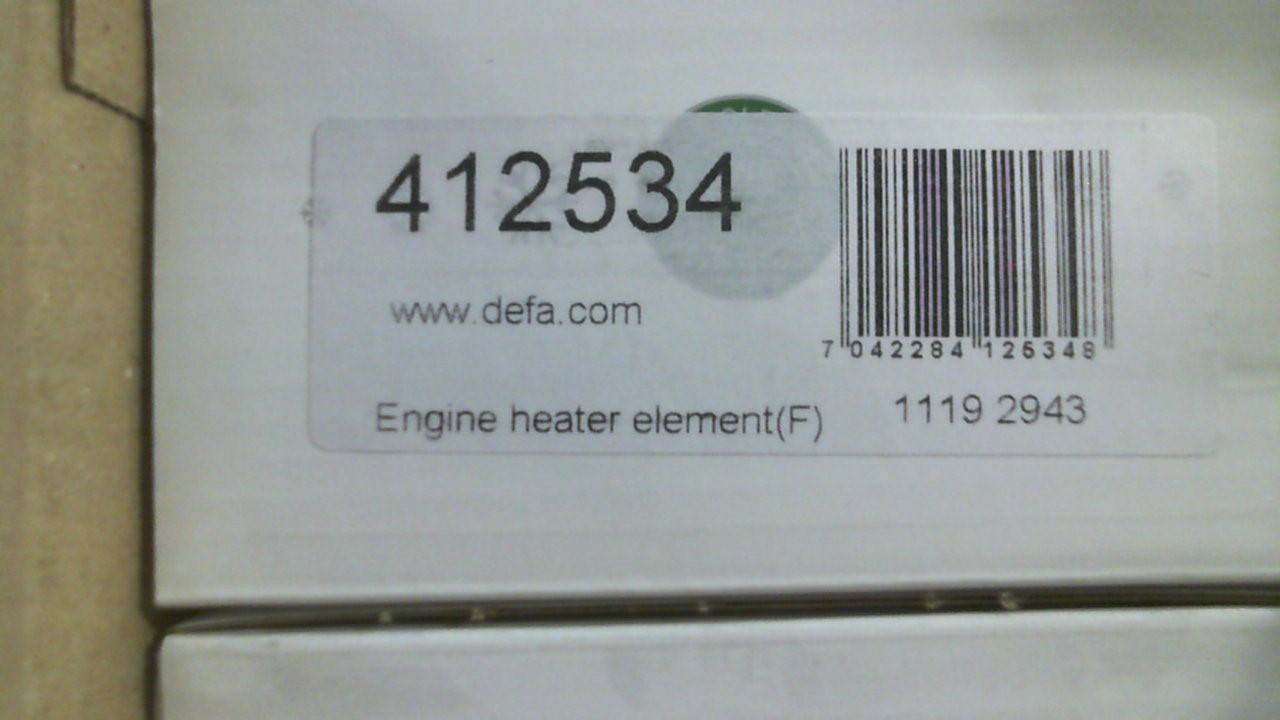 412534
www.defa.com
7 042284 125348
Engine heater element(F)
1119 2943